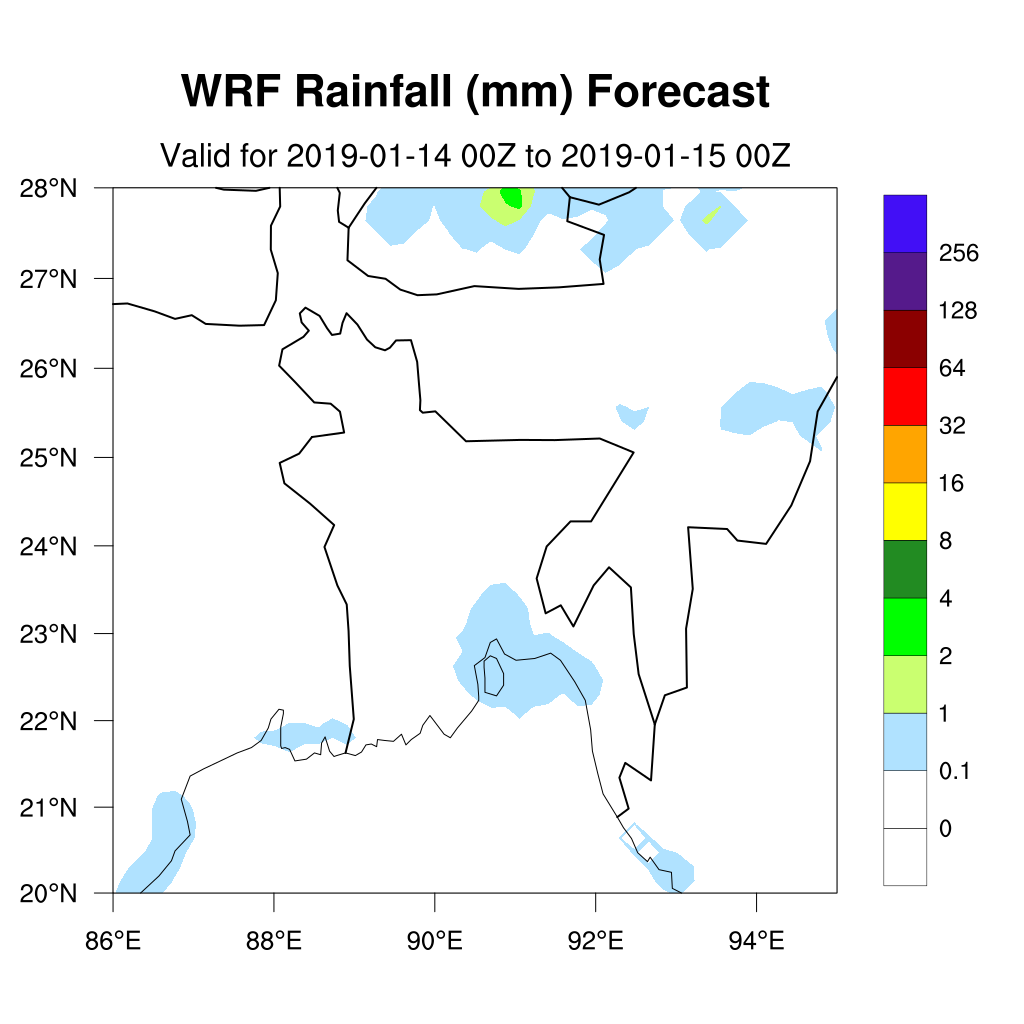 WRF Rainfall (mm) Forecast
Valid for 2019-01-14 00Z to 2019-01-15 00Z
28°N
27°N
26°N
25°N
24°N
23°N
22°N
21°N
20°N
86°E 88°E 90°E 92°E 94°E
256
128
64
32
16
8
4
2
1
0.1
0